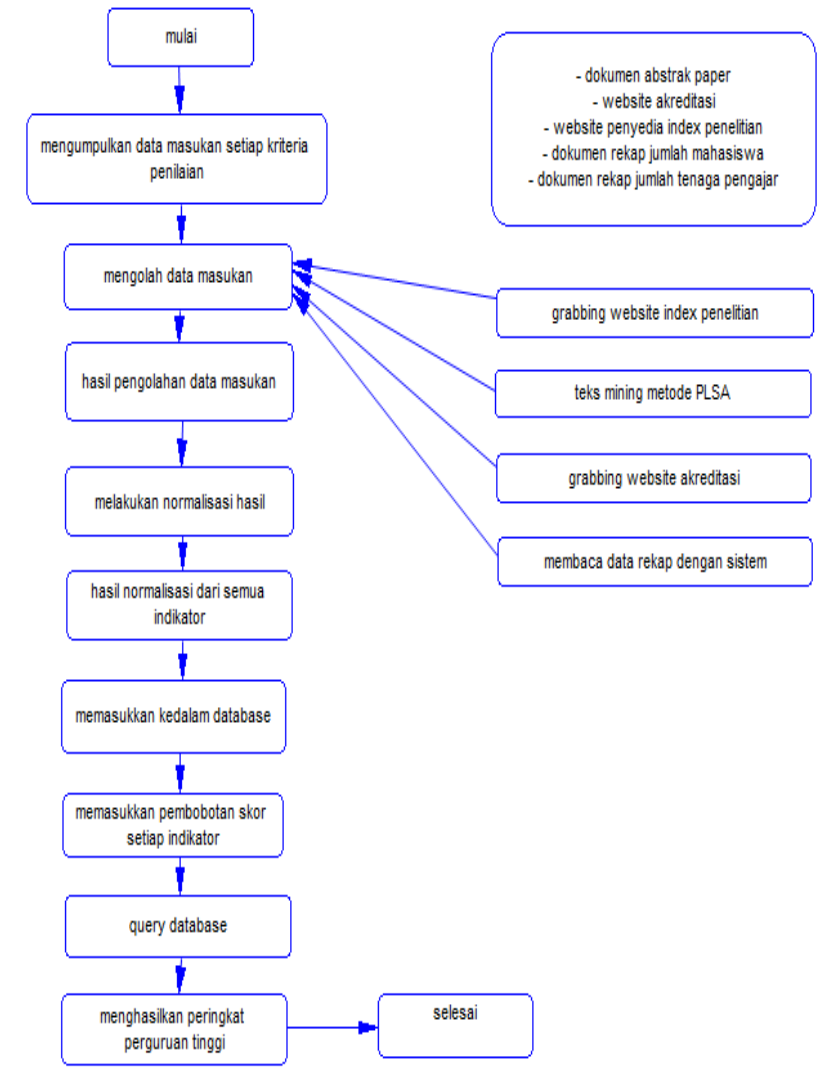 mulai
mengumpulkan data masukan setiap kriteria
penilaian
mengolah data masukan
hasil pengolahan data masukan
melakukan normalisasi hasil
hasil normalisasi dari semua
indikator
memasukkan kedalam database
memasukkan pembobotan skor
setiap indikator
query database
menghasilkan peringkat
perguruan tinggi
selesai
- dokumen abstrak paper
- website akreditasi
- website penyedia index penelitian
- dokumen rekap jumlah mahasiswa
- dokumen rekap jumlah tenaga pengajar
grabbing website index penelitian
teks mining metode PLSA
grabbing website akreditasi
membaca data rekap dengan sistem